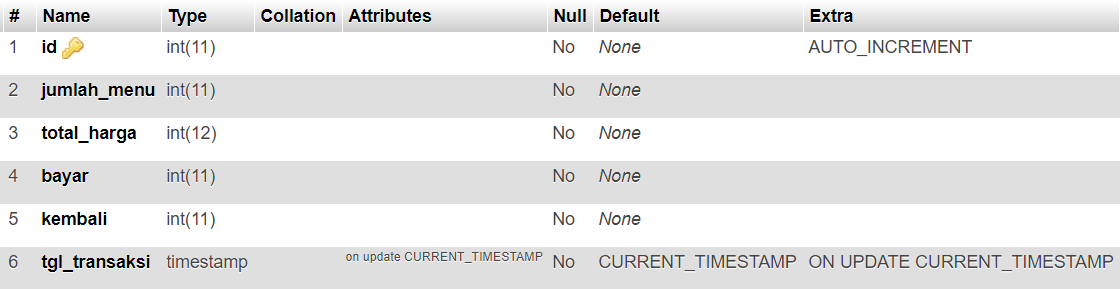 # Name Type Collation Attributes Null Default Extra
1 id int(11) No None AUTO_INCREMENT
2 jumlah_menu int(11) No None
3 total_harga int(12) No None
4 bayar int(11) No None
5 kembali int(11) No None
6 tgl_transaksi timestamp on update CURRENT_TIMESTAMP No CURRENT_TIMESTAMP ON UPDATE CURRENT_TIMESTAMP